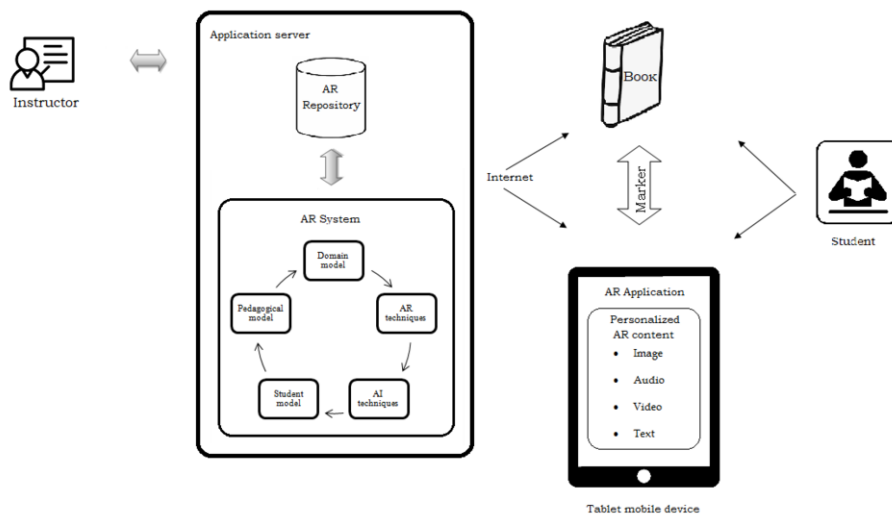 Instructor
Application server
AR
Repository
AR System
Domain
model
AR
techniques
AI
techniques
Student
model
Pedagogical
model
Internet
BOOK
Marker
Student
AR Application
Personalized
AR content
• Image
• Audio
• Video
• Text
Tablet mobile device